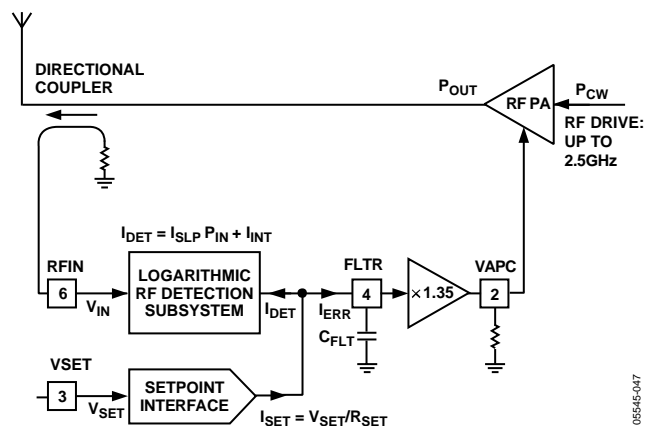 DIRECTIONAL
COUPLER
POUT
RF PA
PCW
RF DRIVE:
UP TO
2.5GHz
IDET = ISLP PIN + IINT
RFIN
6
VIN
LOGARITHMIC
RF DETECTION
SUBSYSTEM
IDET
IERR
FLTR
4
CFLT
×1.35
VAPC
2
VSET
3
VSET
SETPOINT
INTERFACE
ISET = VSET/RSET
05545-047